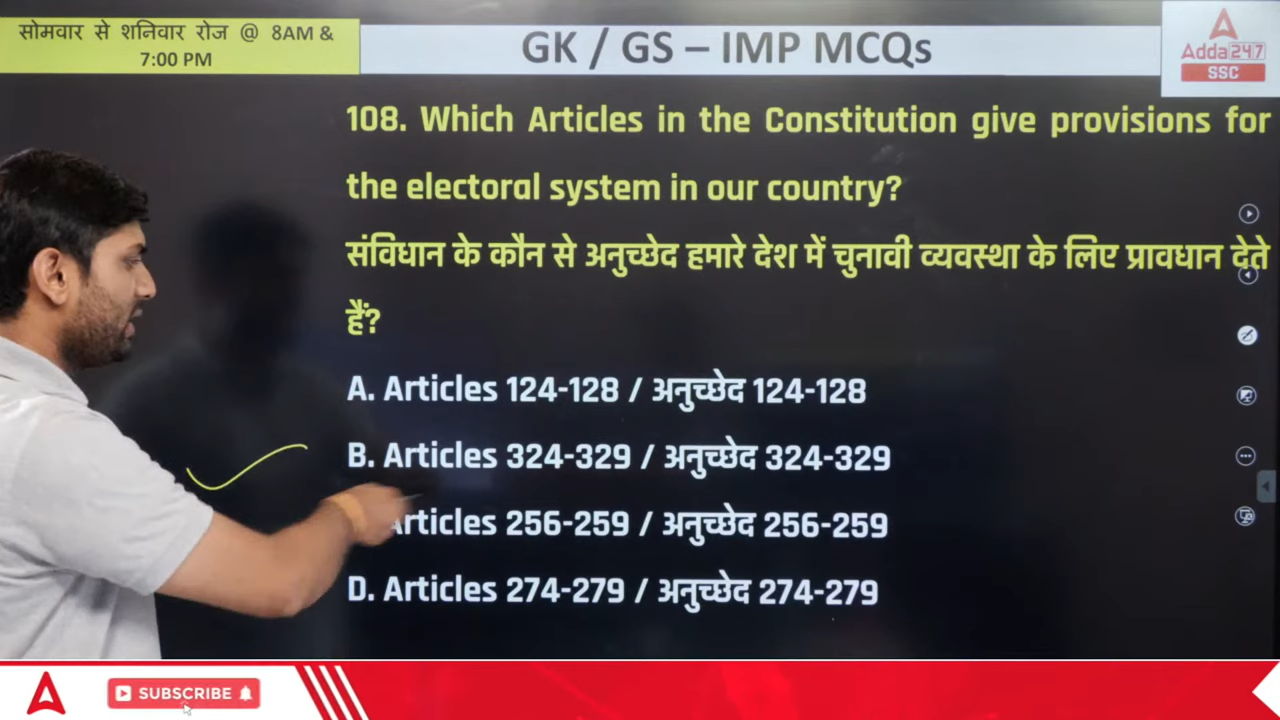 सोमवार से शनिवार रोज @ 8AM &
7:00 PM
GK / GS – IMP MCQs
Adda247
SSC
108. Which Articles in the Constitution give provisions for
the electoral system in our country?
संविधान के कौन से अनुच्छेद हमारे देश में चुनावी व्यवस्था के लिए प्रावधान देते
हैं?
A. Articles 124-128 / अनुच्छेद 124-128
B. Articles 324-329 / अनुच्छेद 324-329
Articles 256-259 / अनुच्छेद 256-259
D. Articles 274-279 / अनुच्छेद 274-279
SUBSCRIBE